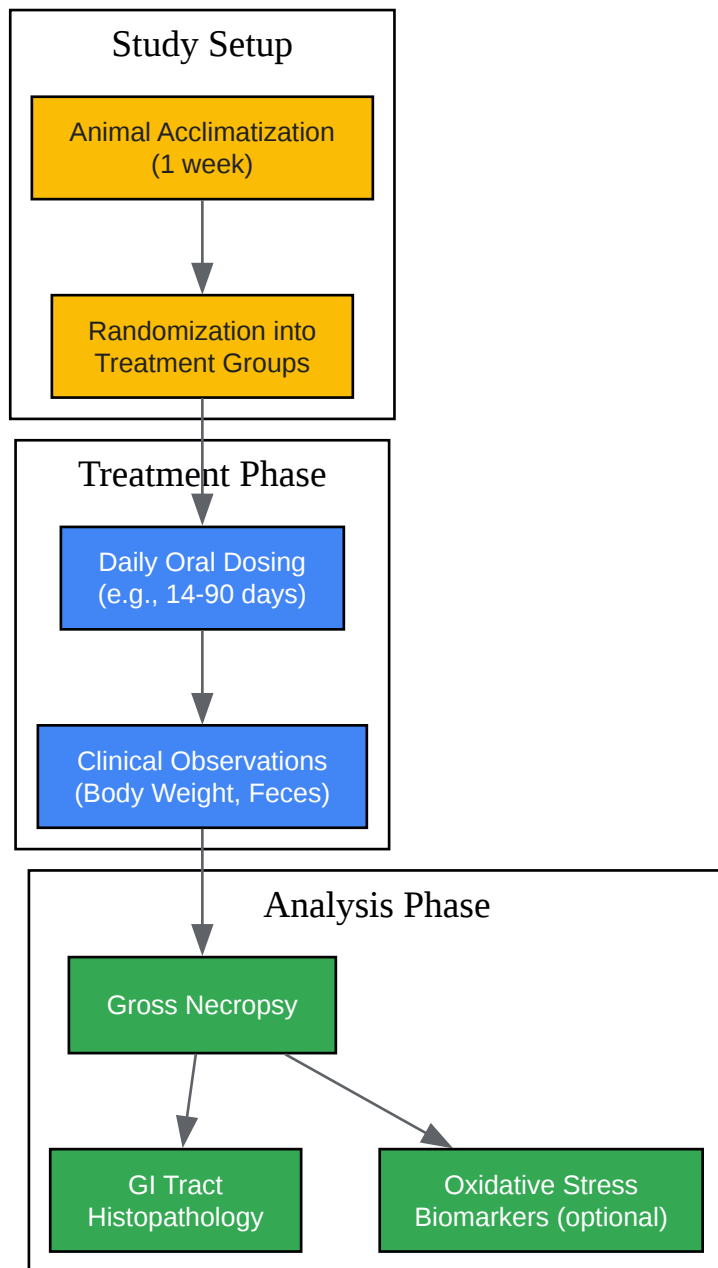 Study Setup
Animal Acclimatization
(1 week)
Randomization into
Treatment Groups
Treatment Phase
Daily Oral Dosing
(e.g., 14-90 days)
Clinical Observations
(Body Weight, Feces)
Analysis Phase
Gross Necropsy
GI Tract
Histopathology
Oxidative Stress
Biomarkers (optional)